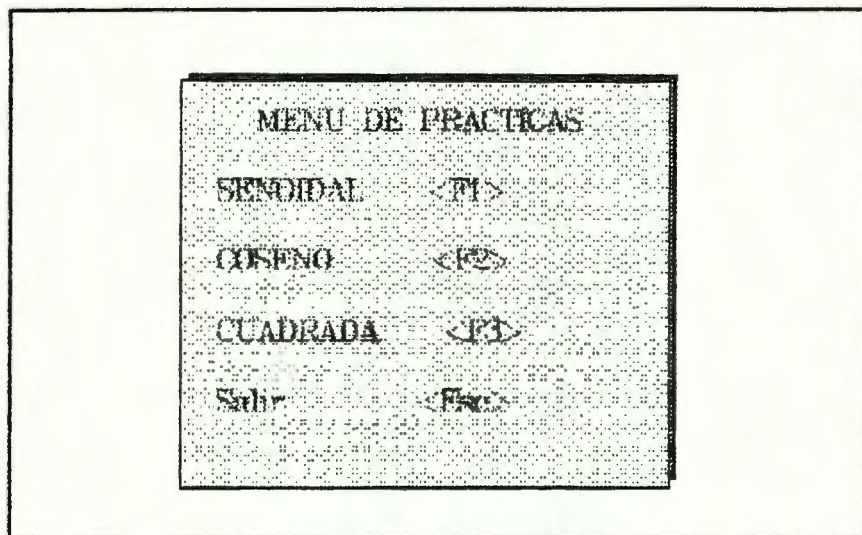 MENU DE PRACTICAS
SENOIDAL <F1>
COSENO <F2>
CUADRADA <F3>
Salir <Esc>